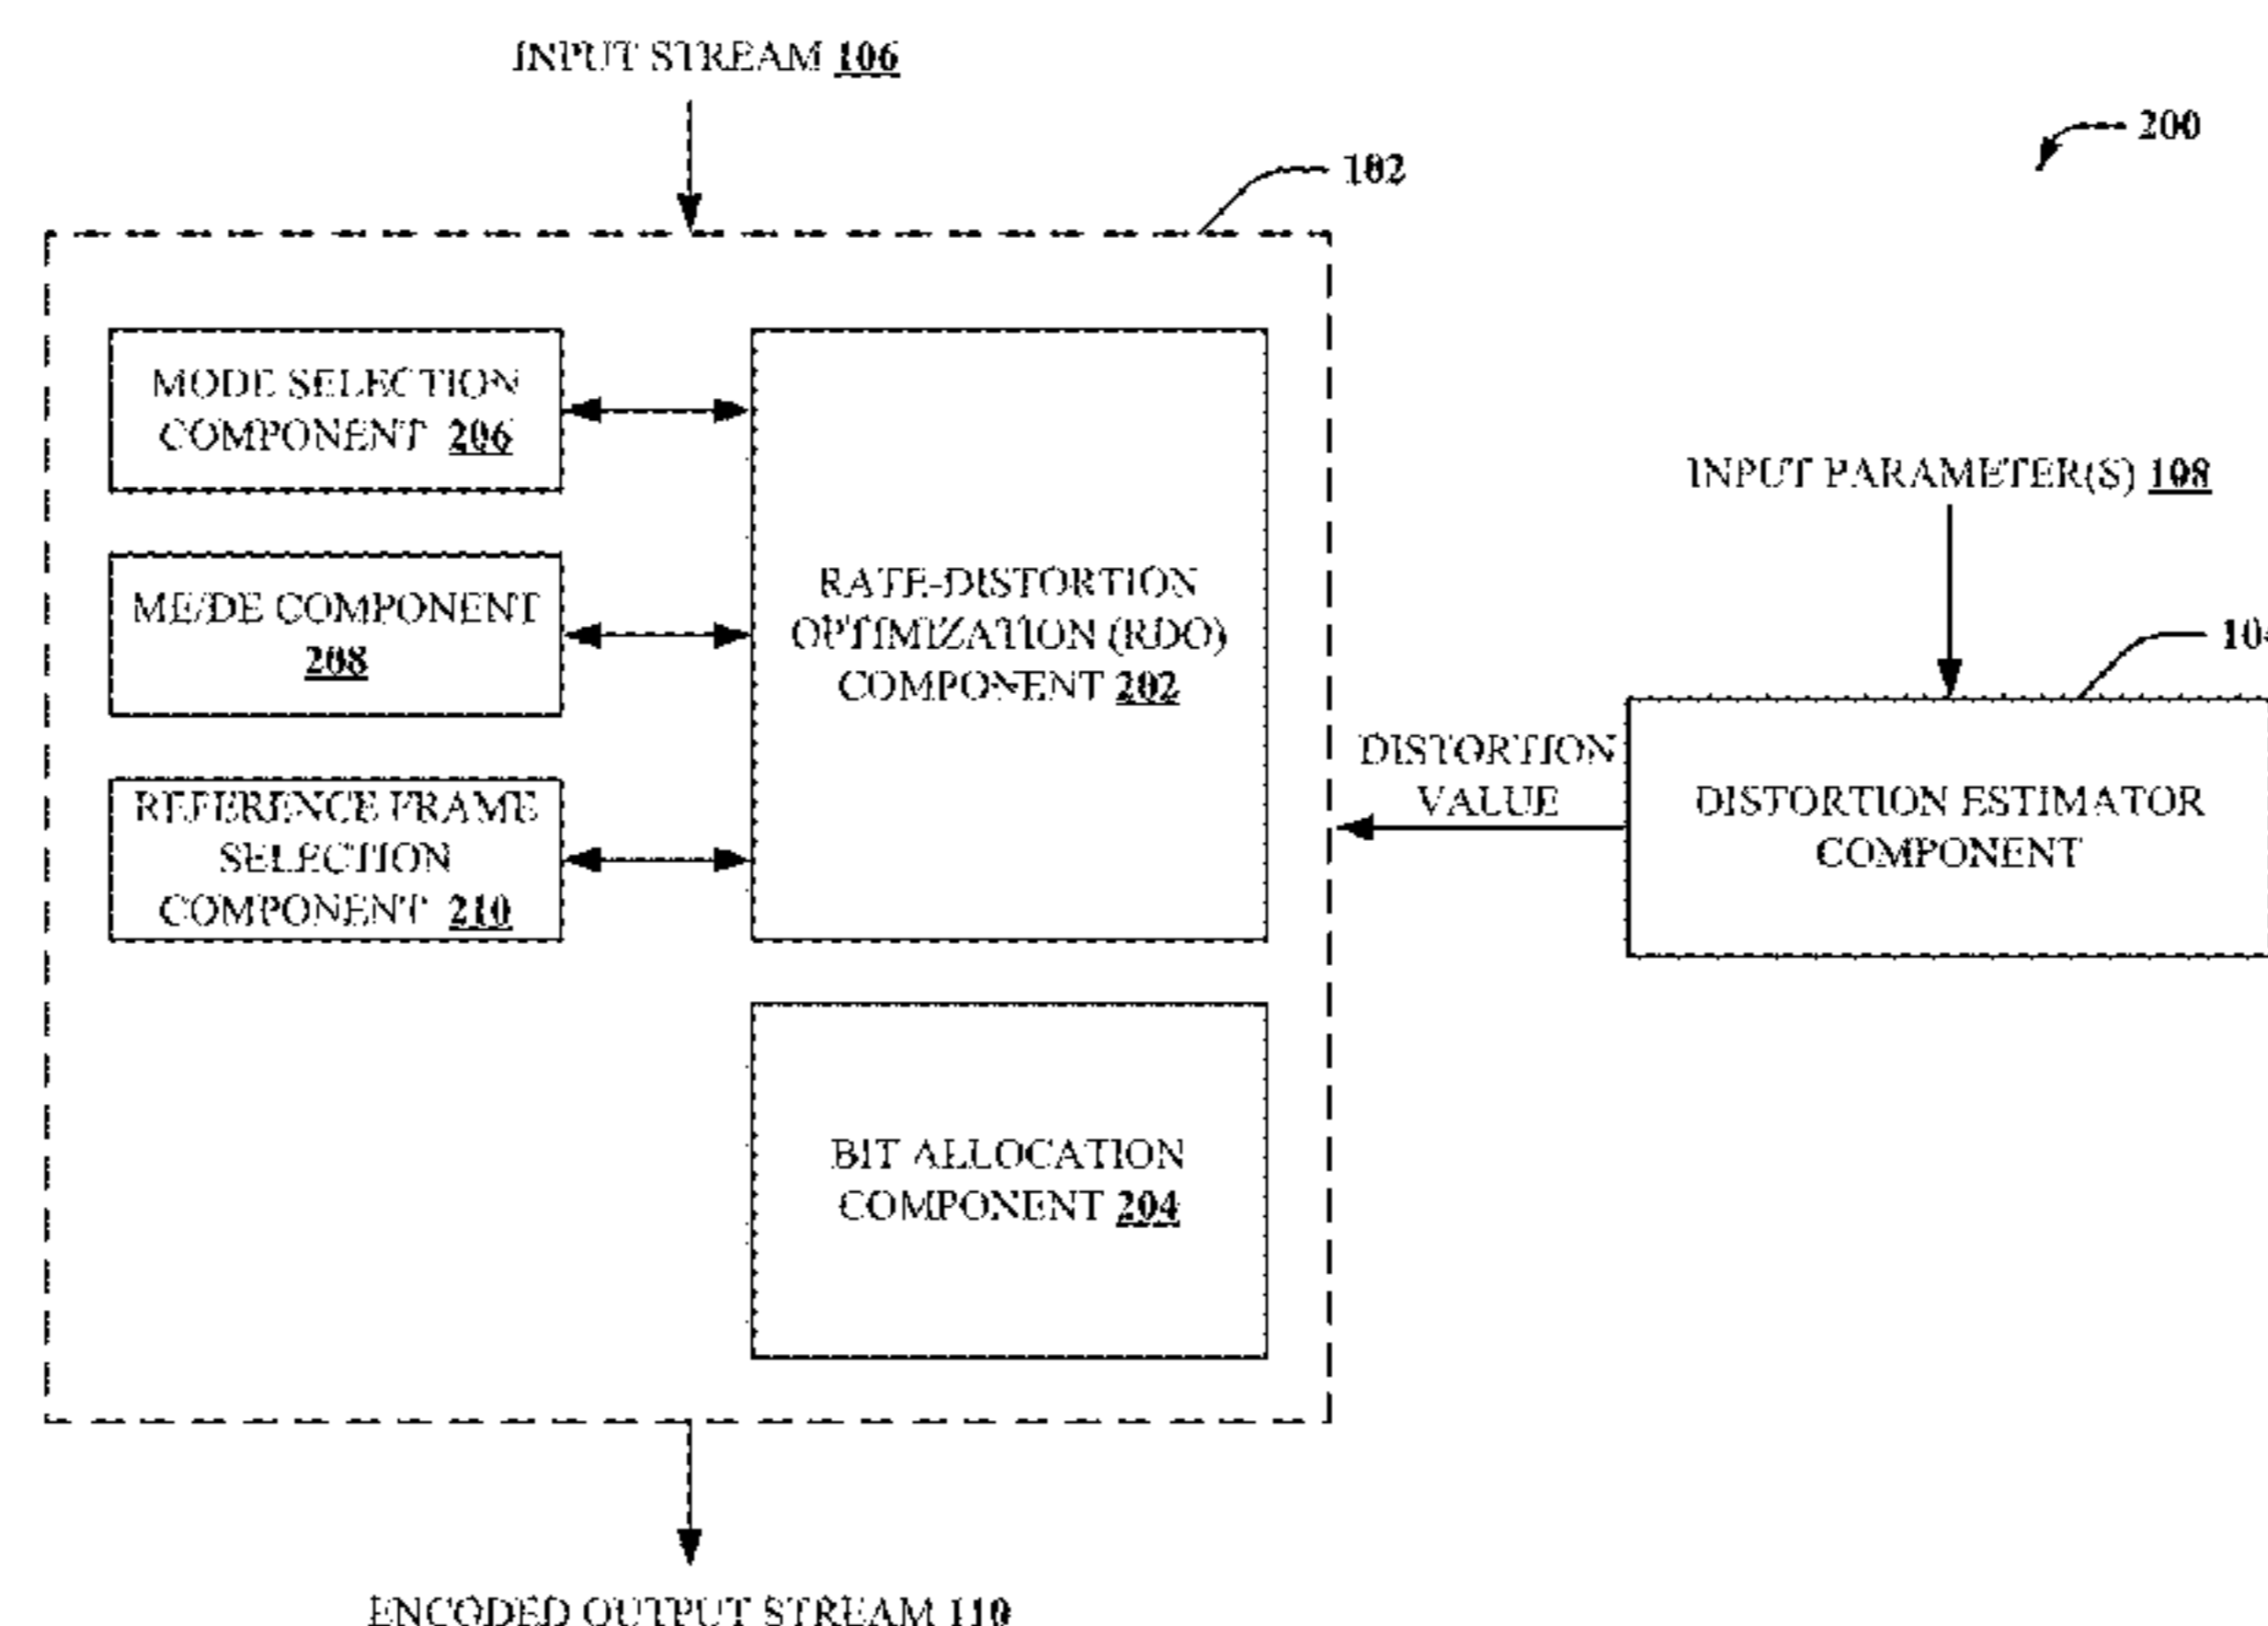 INPUT STREAM 106
200
102
MODE SELECTION
COMPONENT 206
INPUT PARAMETER(S) 108
RATE-DISTORTION
OPTIMIZATION (RDO)
COMPONENT 202
ME/DE COMPONENT
208
DISTORTION
VALUE
DISTORTION ESTIMATOR
COMPONENT
REFERENCE FRAME
SELECTION
COMPONENT 210
BIT ALLOCATION
COMPONENT 204
ENCODED OUTPUT STREAM 110